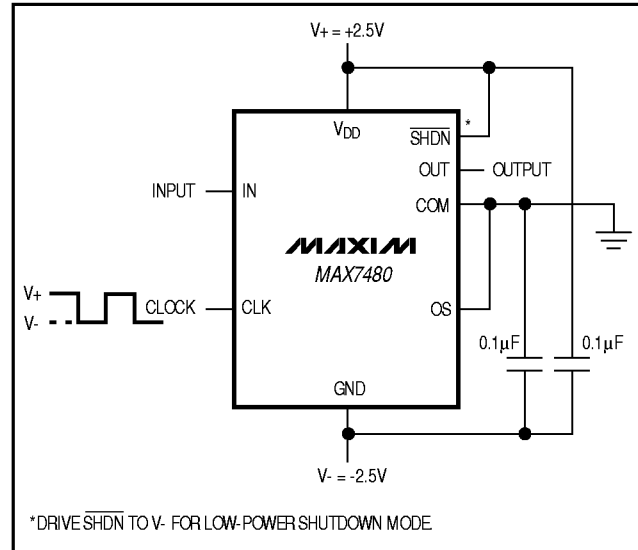 V+ = +2.5V
VDD
SHDN
*
OUT
OUTPUT
INPUT
IN
COM
MAXIM
MAX7480
V+
V-
CLOCK
CLK
OS
0.1µF
0.1µF
GND
V- = -2.5V
*DRIVE SHDN TO V- FOR LOW-POWER SHUTDOWN MODE.